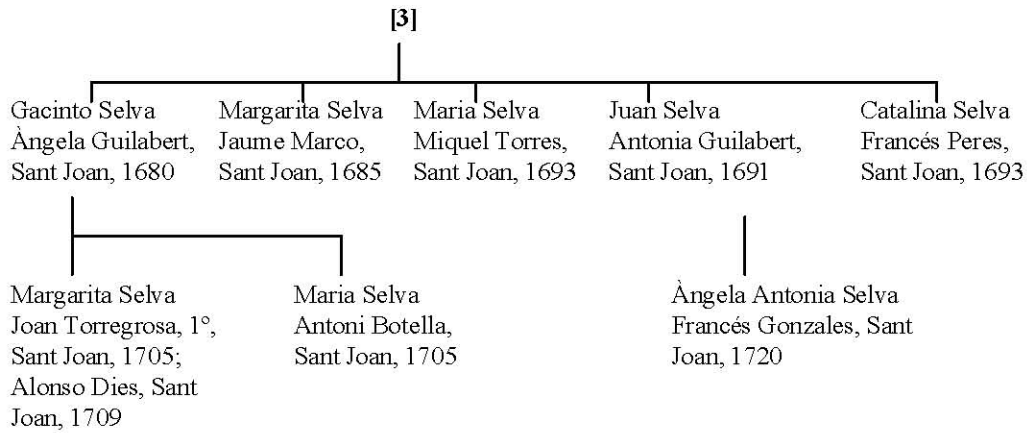 [3]
Gacinto Selva
Àngela Guilabert,
Sant Joan, 1680
Margarita Selva
Jaume Marco,
Sant Joan, 1685
Maria Selva
Miquel Torres,
Sant Joan, 1693
Juan Selva
Antonia Guilabert,
Sant Joan, 1691
Catalina Selva
Francés Peres,
Sant Joan, 1693
Margarita Selva
Joan Torregrosa, 1º,
Sant Joan, 1705;
Alonso Dies, Sant
Joan, 1709
Maria Selva
Antoni Botella,
Sant Joan, 1705
Àngela Antonia Selva
Francés Gonzales, Sant
Joan, 1720